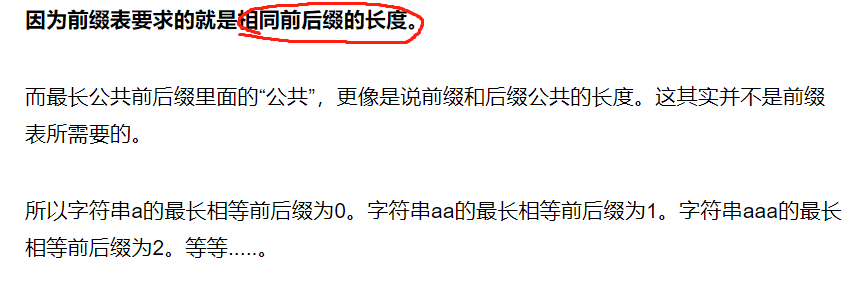 因为前缀表要求的就是相同前后缀的长度。
而最长公共前后缀里面的“公共”，更像是说前缀和后缀公共的长度。这其实并不是前缀
表所需要的。
所以字符串a的最长相等前后缀为0。字符串aa的最长相等前后缀为1。字符串aaa的最长
相等前后缀为2。等等.....。